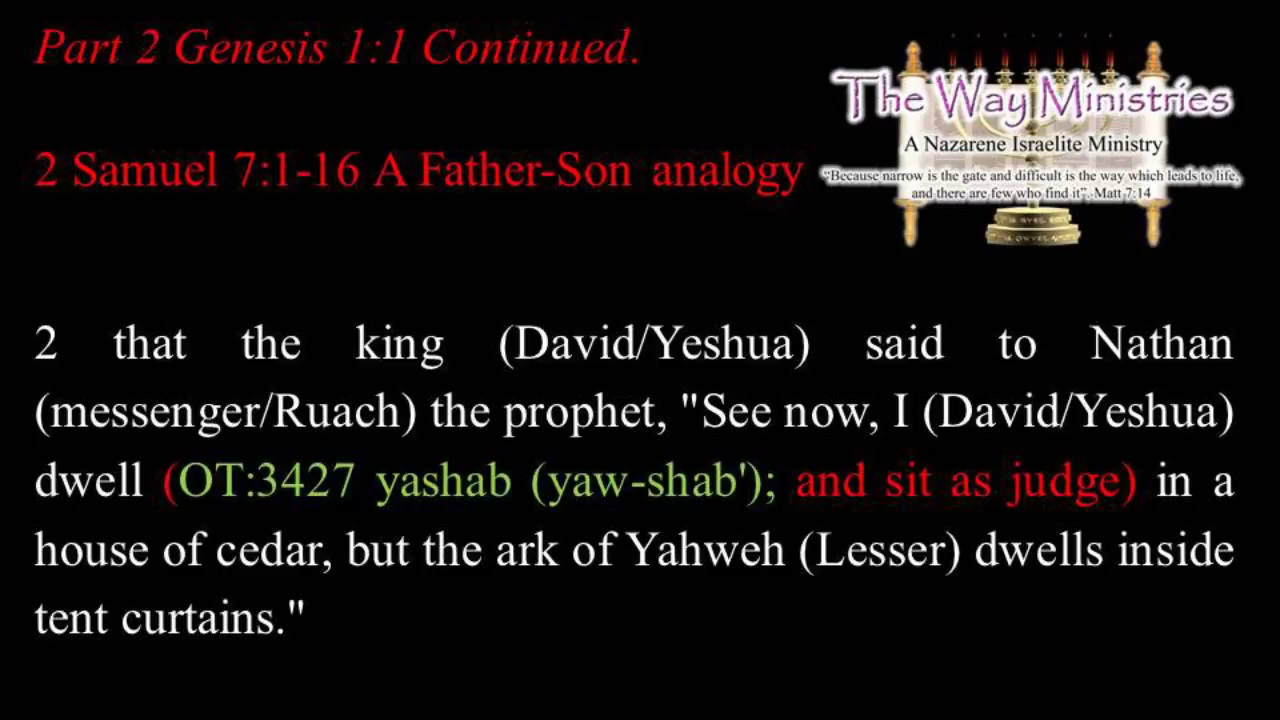 Part 2 Genesis 1:1 Continued.
The Way Ministries
A Nazarene Israelite Ministry
"Because narrow is the gate and difficult is the way which leads to life,
and there are few who find it". Matt 7:14
2 Samuel 7:1-16 A Father-Son analogy
2 that the king (David/Yeshua) said to Nathan
(messenger/Ruach) the prophet, "See now, I (David/Yeshua)
dwell (OT:3427 yashab (yaw-shab'); and sit as judge) in a
house of cedar, but the ark of Yahweh (Lesser) dwells inside
tent curtains."